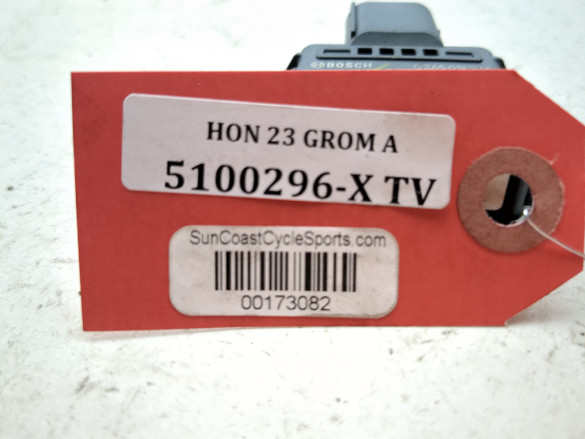 BOSCH
HON 23 GROM A
5100296-X TV
SunCoastCycleSports.com
00173082